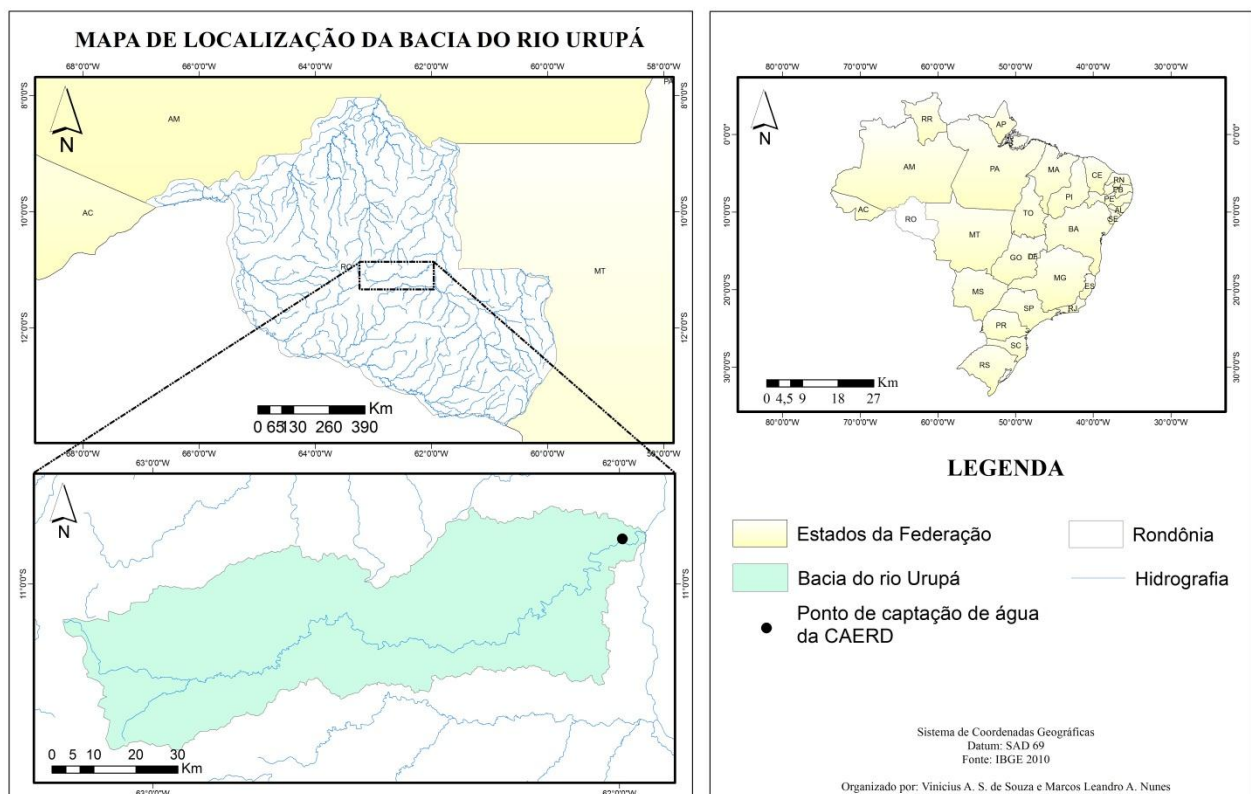 MAPA DE LOCALIZAÇÃO DA BACIA DO RIO URUPÁ
68°0'0"W 66°0'0"W 64°0'0"W 62°0'0"W 60°0'0"W 58°0'0"W
8°0'0"S
10°0'0"S
12°0'0"S
N
AM
PA
AC
RO
MT
Km
0 65 130 260 390
68°0'0"W 66°0'0"W 64°0'0"W 62°0'0"W 60°0'0"W 58°0'0"W
63°0'0"W 62°0'0"W
N
11°0'0"S
11°0'0"S
0 5 10 20 30
Km
63°0'0"W 62°0'0"W
80°0'0"W 70°0'0"W 60°0'0"W 50°0'0"W 40°0'0"W 30°0'0"W
N
0°0'0"
10°0'0"S
20°0'0"S
30°0'0"S
0°0'0"
10°0'0"S
20°0'0"S
30°0'0"S
RR
AP
AM
PA
MA
CE
RN
PB
PE
PI
AL
SE
AC
RO
TO
BA
MT
GO
DF
MG
ES
MS
SP
RJ
PR
SC
RS
Km
0 4,5 9 18 27
80°0'0"W 70°0'0"W 60°0'0"W 50°0'0"W 40°0'0"W 30°0'0"W
LEGENDA
Estados da Federação
Rondônia
Bacia do rio Urupá
Hidrografia
Ponto de captação de água
da CAERD
Sistema de Coordenadas Geográficas
Datum: SAD 69
Fonte: IBGE 2010
Organizado por: Vinicius A. S. de Souza e Marcos Leandro A. Nunes